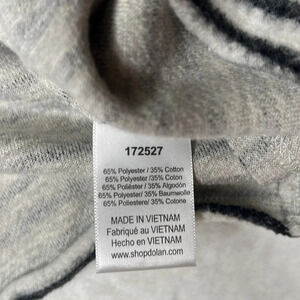 172527
65% Polyester / 35% Cotton
65% Polyester /35% Coton
65% Poliéster / 35% Algodón
65% Polyester / 35% Baumwolle
65% Poliestere/ 35% Cotone
MADE IN VIETNAM
Fabriqué au VIETNAM
Hecho en VIETNAM
www.shopdolan.com